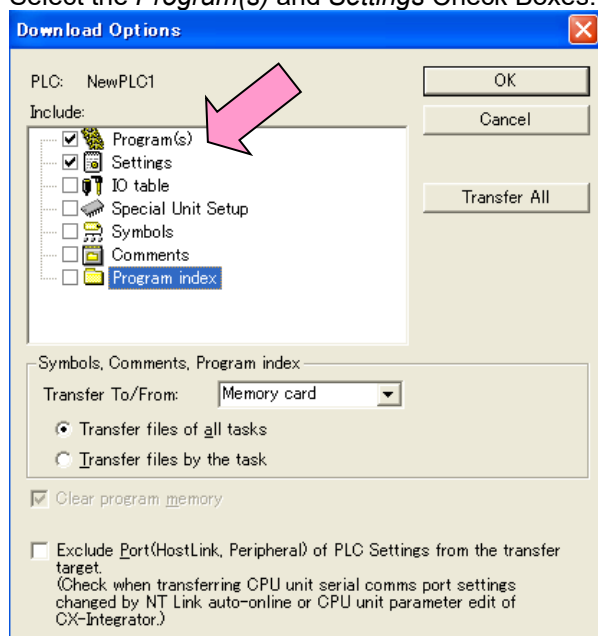 Select the Program(s) and Settings Check Boxes.
Download Options
PLC: NewPLC1
OK
Include:
Cancel
Program(s)
Settings
IO table
Transfer All
Special Unit Setup
Symbols
Comments
Program index
Symbols, Comments, Program index
Transfer To/From: Memory card
Transfer files of all tasks
Transfer files by the task
Clear program memory
Exclude Port(HostLink, Peripheral) of PLC Settings from the transfer
target.
(Check when transferring CPU unit serial comms port settings
changed by NT Link auto-online or CPU unit parameter edit of
CX-Integrator.)